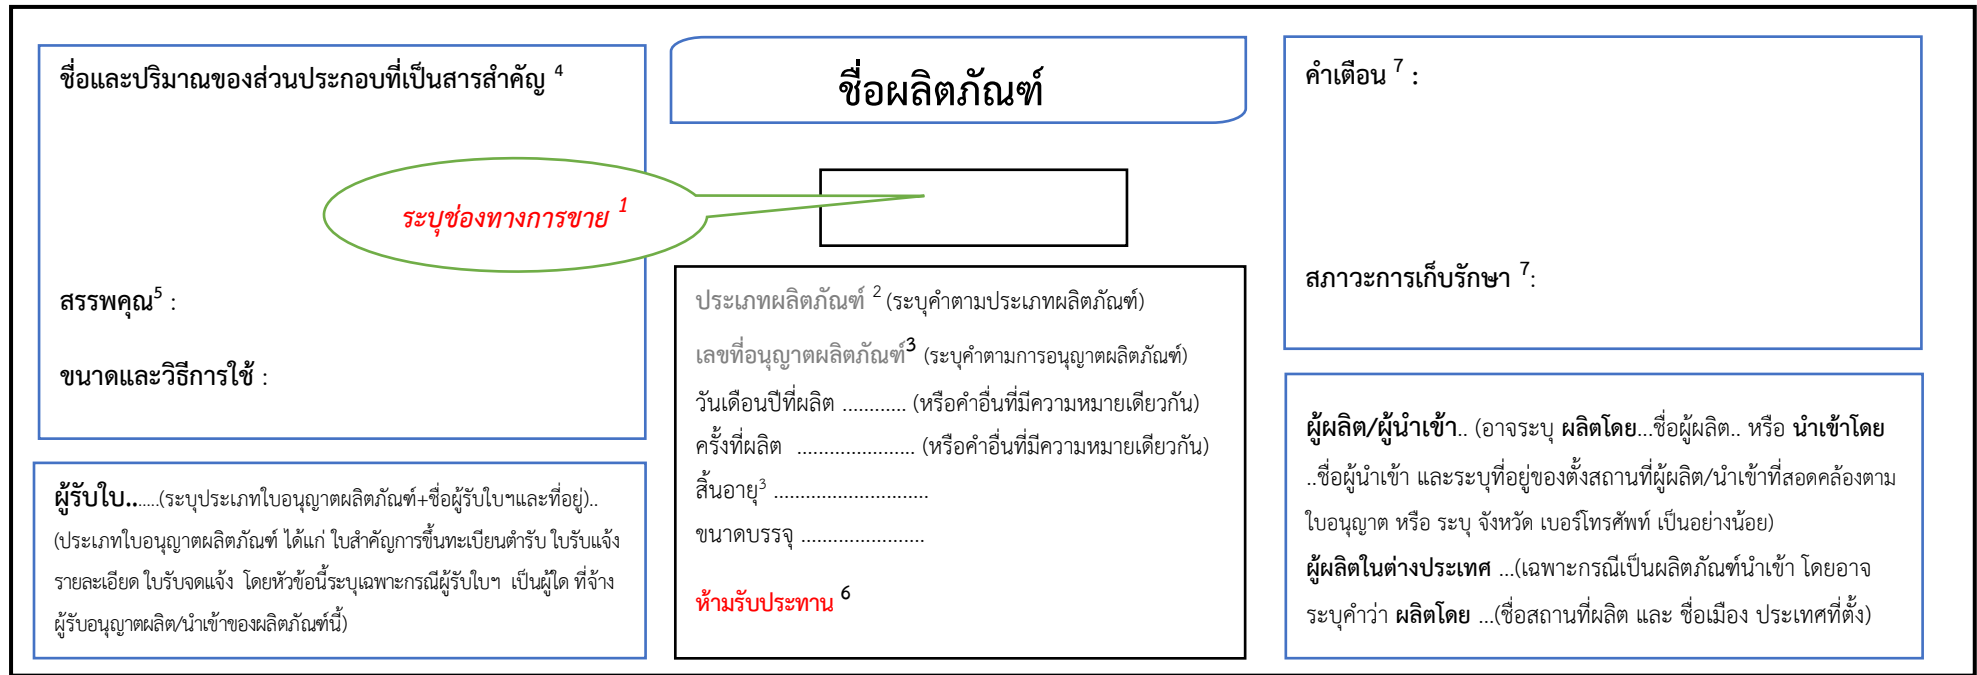 ชื่อและปริมาณของส่วนประกอบที่เป็นสารสำคัญ 4
สรรพคุณ5 :
ขนาดและวิธีการใช้ :
ผู้รับใบ.......(ระบุประเภทใบอนุญาตผลิตภัณฑ์+ชื่อผู้รับใบฯและที่อยู่)..
(ประเภทใบอนุญาตผลิตภัณฑ์ ได้แก่ ใบสำคัญการขึ้นทะเบียนตำรับ ใบรับแจ้ง
รายละเอียด ใบรับจดแจ้ง โดยหัวข้อนี้ระบุเฉพาะกรณีผู้รับใบฯ เป็นผู้ใด ที่จ้าง
ผู้รับอนุญาตผลิต/นำเข้าของผลิตภัณฑ์นี้)
ชื่อผลิตภัณฑ์
ระบุช่องทางการขาย 1
ประเภทผลิตภัณฑ์ 2 (ระบุคำตามประเภทผลิตภัณฑ์)
เลขที่อนุญาตผลิตภัณฑ์3 (ระบุคำตามการอนุญาตผลิตภัณฑ์)
วันเดือนปีที่ผลิต ............ (หรือคำอื่นที่มีความหมายเดียวกัน)
ครั้งที่ผลิต ...................... (หรือคำอื่นที่มีความหมายเดียวกัน)
สิ้นอายุ3 .............................
ขนาดบรรจุ .......................
ห้ามรับประทาน 6
คำเตือน 7 :
สภาวะการเก็บรักษา 7:
ผู้ผลิต/ผู้นำเข้า.. (อาจระบุ ผลิตโดย...ชื่อผู้ผลิต.. หรือ นำเข้าโดย
..ชื่อผู้นำเข้า และระบุที่อยู่ของตั้งสถานที่ผู้ผลิต/นำเข้าที่สอดคล้องตาม
ใบอนุญาต หรือ ระบุ จังหวัด เบอร์โทรศัพท์ เป็นอย่างน้อย)
ผู้ผลิตในต่างประเทศ ...(เฉพาะกรณีเป็นผลิตภัณฑ์นำเข้า โดยอาจ
ระบุคำว่า ผลิตโดย ...(ชื่อสถานที่ผลิต และ ชื่อเมือง ประเทศที่ตั้ง)